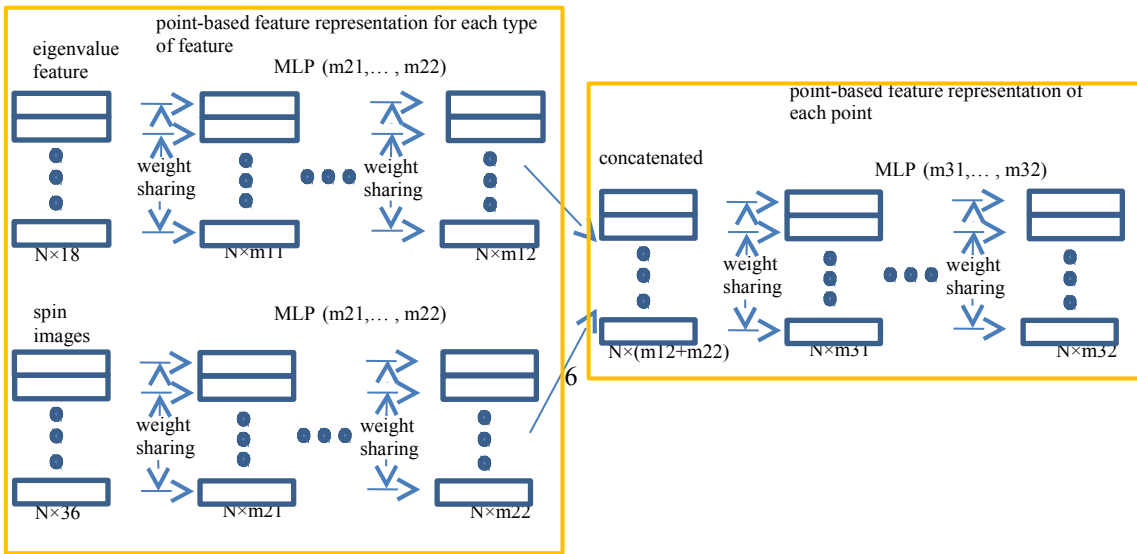 point-based feature representation for each type
of feature
eigenvalue
feature
MLP (m21,… , m22)
weight
sharing
weight
sharing
N×18
N×m11
N×m12
spin
images
MLP (m21,… , m22)
weight
sharing
weight
sharing
N×36
N×m21
N×m22
6
point-based feature representation of
each point
concatenated
MLP (m31,… , m32)
weight
sharing
weight
sharing
N×(m12+m22)
N×m31
N×m32